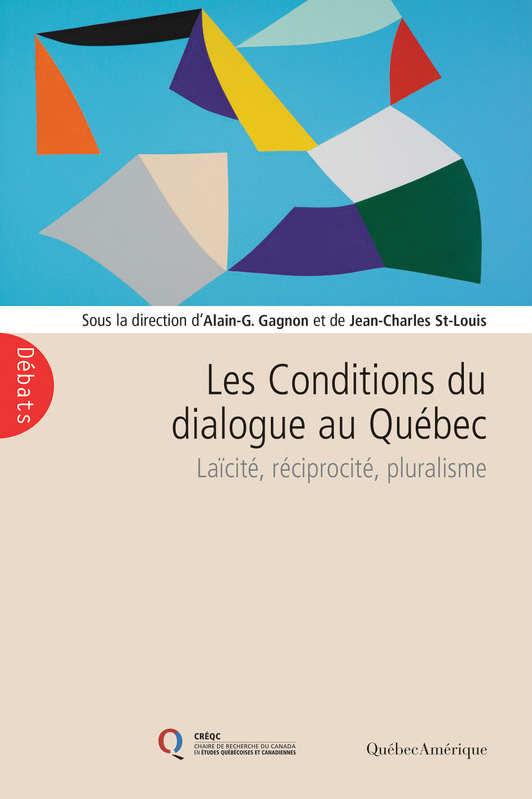 Sous la direction d'Alain-G. Gagnon et de Jean-Charles St-Louis
Débats
Les Conditions du
dialogue au Québec
Laïcité, réciprocité, pluralisme
CRÉQC
CHAIRE DE RECHERCHE DU CANADA
EN ÉTUDES QUÉBÉCOISES ET CANADIENNES
QuébecAmérique